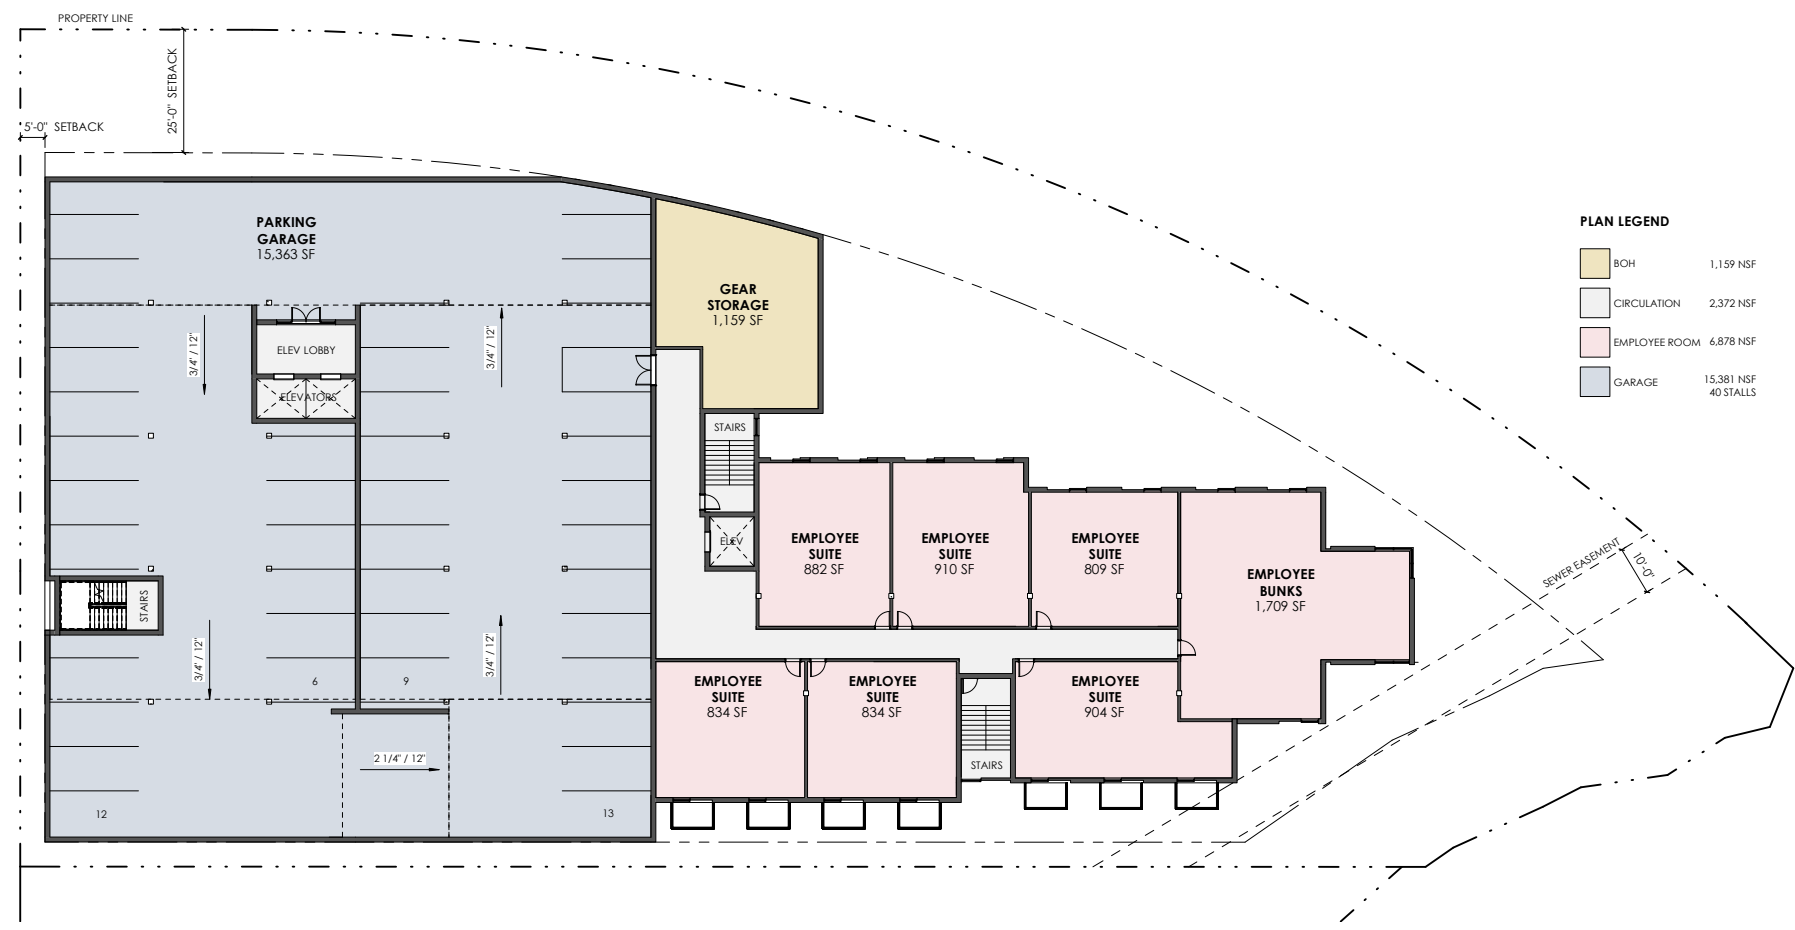 PROPERTY LINE
25'-0" SETBACK
5'-0" SETBACK
PARKING
GARAGE
15,363 SF
GEAR
STORAGE
1,159 SF
ELEV LOBBY
ELEVATORS
3/4" / 12"
3/4" / 12"
STAIRS
ELEV
STAIRS
3/4" / 12"
3/4" / 12"
6
9
2 1/4" / 12"
12
13
EMPLOYEE
SUITE
882 SF
EMPLOYEE
SUITE
910 SF
EMPLOYEE
SUITE
809 SF
EMPLOYEE
BUNKS
1,709 SF
EMPLOYEE
SUITE
834 SF
EMPLOYEE
SUITE
834 SF
STAIRS
EMPLOYEE
SUITE
904 SF
SEWER EASEMENT
10'-0"
PLAN LEGEND
BOH 1,159 NSF
CIRCULATION 2,372 NSF
EMPLOYEE ROOM 6,878 NSF
GARAGE 15,381 NSF
40 STALLS